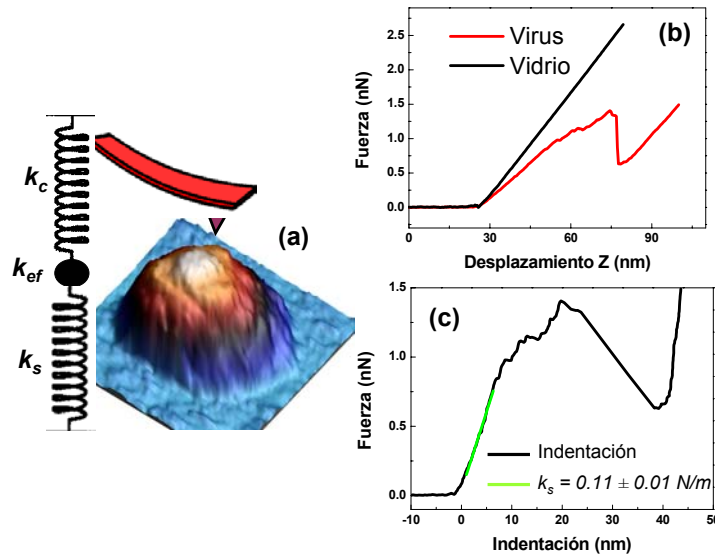 k_c
k_ef
k_s
(a)
(b)
Virus
Vidrio
Fuerza (nN)
2.5
2.0
1.5
1.0
0.5
0.0
0 30 60 90
Desplazamiento Z (nm)
(c)
Fuerza (nN)
1.5
1.0
0.5
0.0
Indentación
k_s = 0.11 ± 0.01 N/m
-10 0 10 20 30 40 50
Indentación (nm)